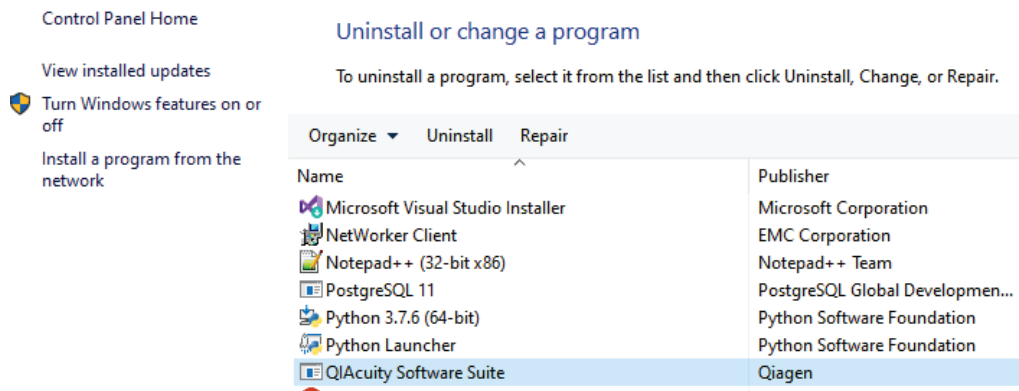 Control Panel Home
View installed updates
Turn Windows features on or
off
Install a program from the
network
Uninstall or change a program
To uninstall a program, select it from the list and then click Uninstall, Change, or Repair.
Organize Uninstall Repair
Name Publisher
Microsoft Visual Studio Installer Microsoft Corporation
NetWorker Client EMC Corporation
Notepad++ (32-bit x86) Notepad++ Team
PostgreSQL 11 PostgreSQL Global Developmen...
Python 3.7.6 (64-bit) Python Software Foundation
Python Launcher Python Software Foundation
QIAcuity Software Suite Qiagen